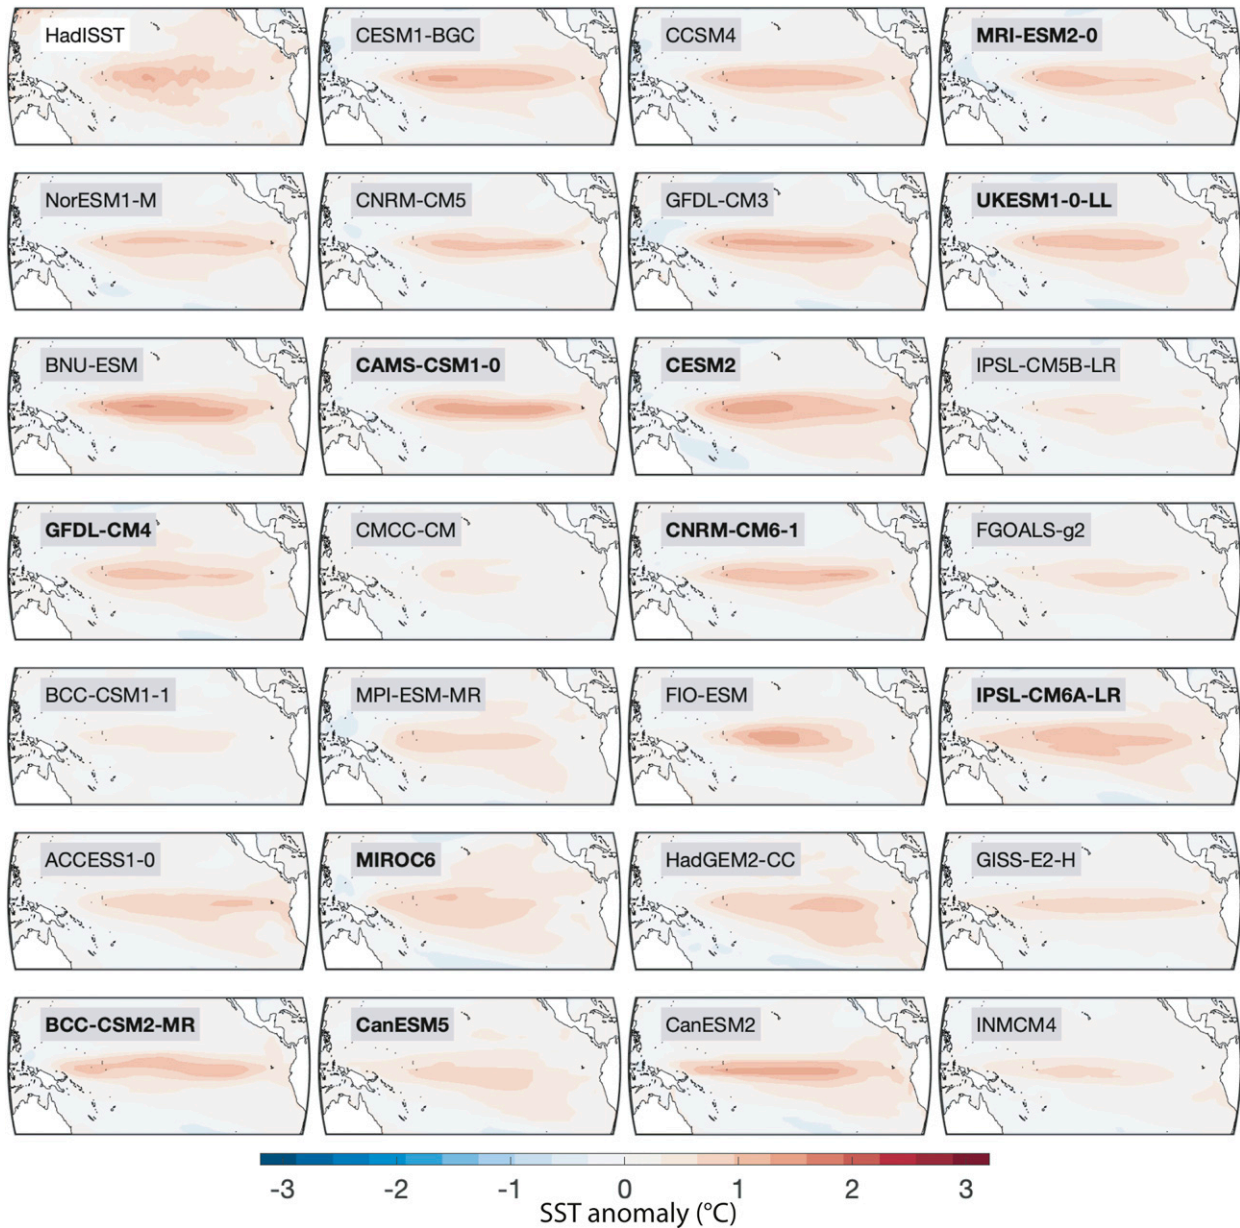 HadISST
CESM1-BGC
CCSM4
MRI-ESM2-0
NorESM1-M
CNRM-CM5
GFDL-CM3
UKESM1-0-LL
BNU-ESM
CAMS-CSM1-0
CESM2
IPSL-CM5B-LR
GFDL-CM4
CMCC-CM
CNRM-CM6-1
FGOALS-g2
BCC-CSM1-1
MPI-ESM-MR
FIO-ESM
IPSL-CM6A-LR
ACCESS1-0
MIROC6
HadGEM2-CC
GISS-E2-H
BCC-CSM2-MR
CanESM5
CanESM2
INMCM4
-3 -2 -1 0 1 2 3
SST anomaly (°C)